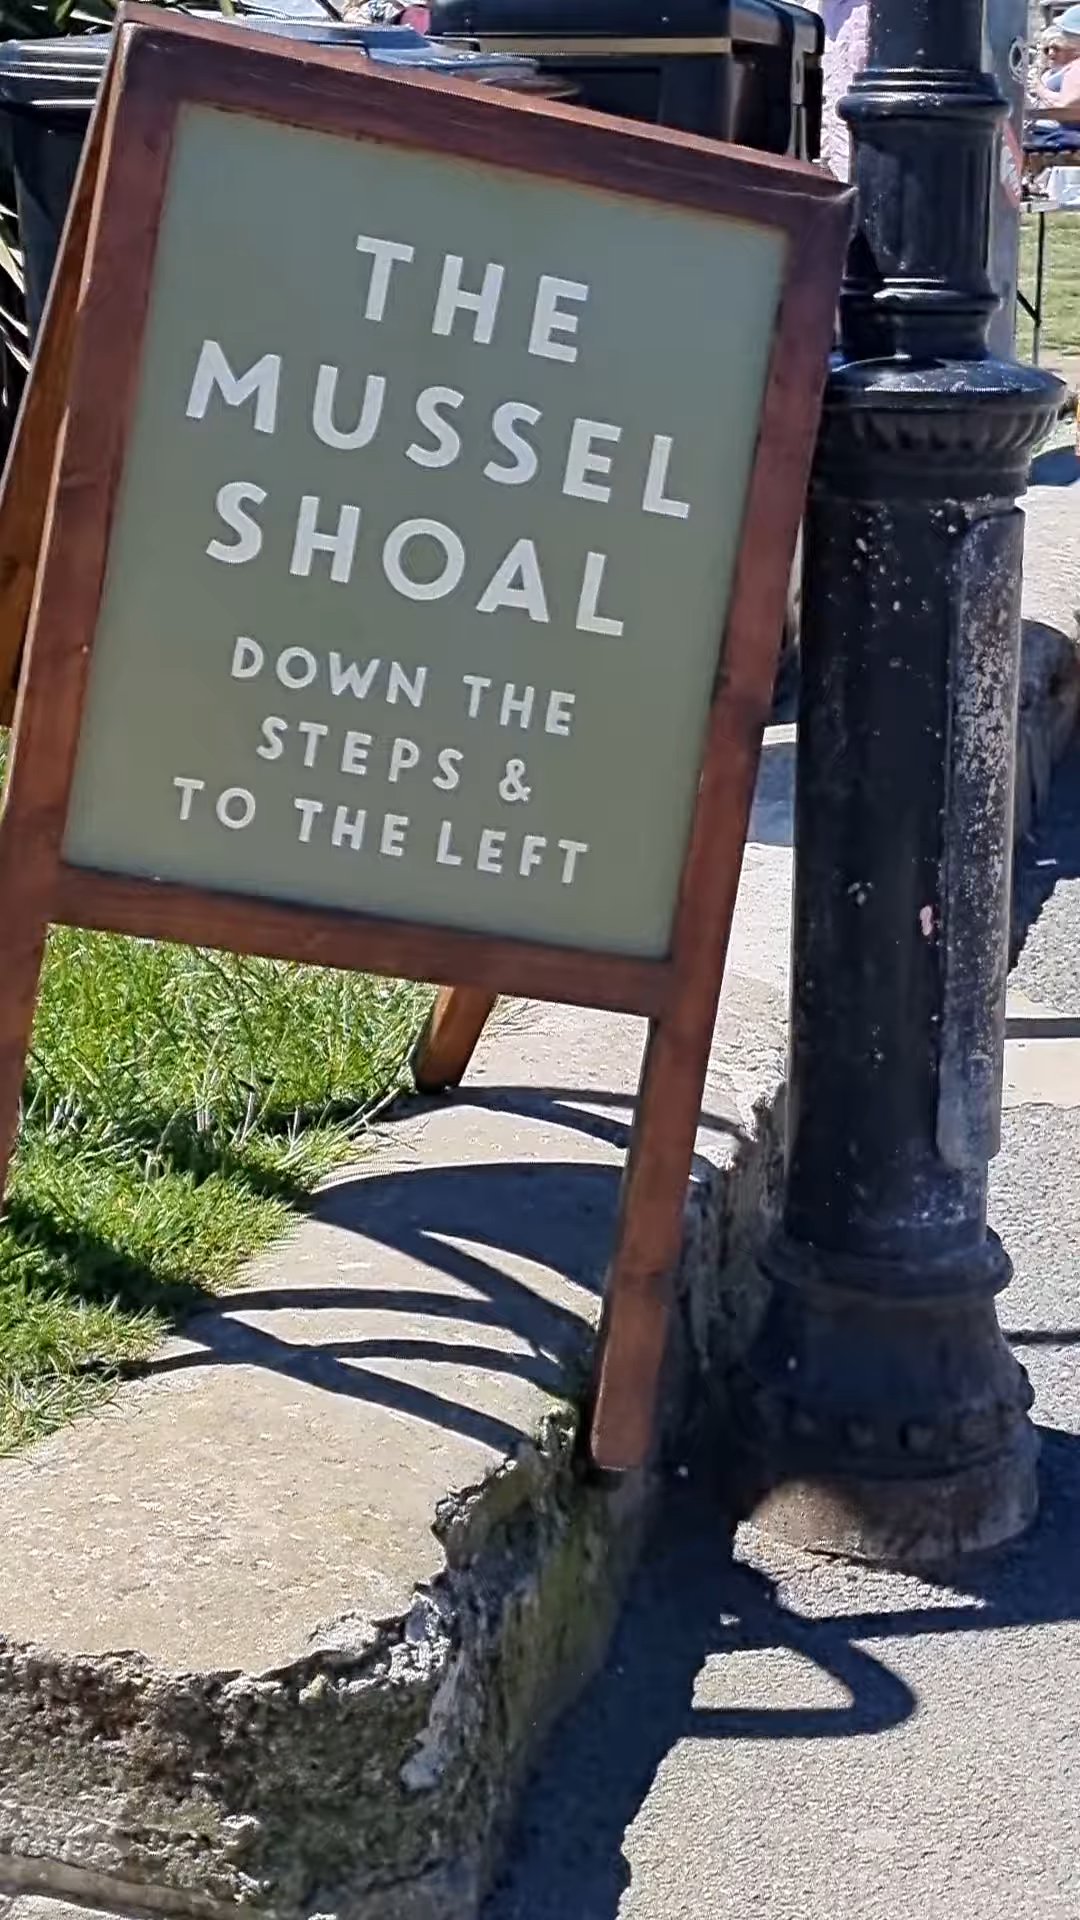 THE
MUSSEL
SHOAL
DOWN THE
STEPS &
TO THE LEFT